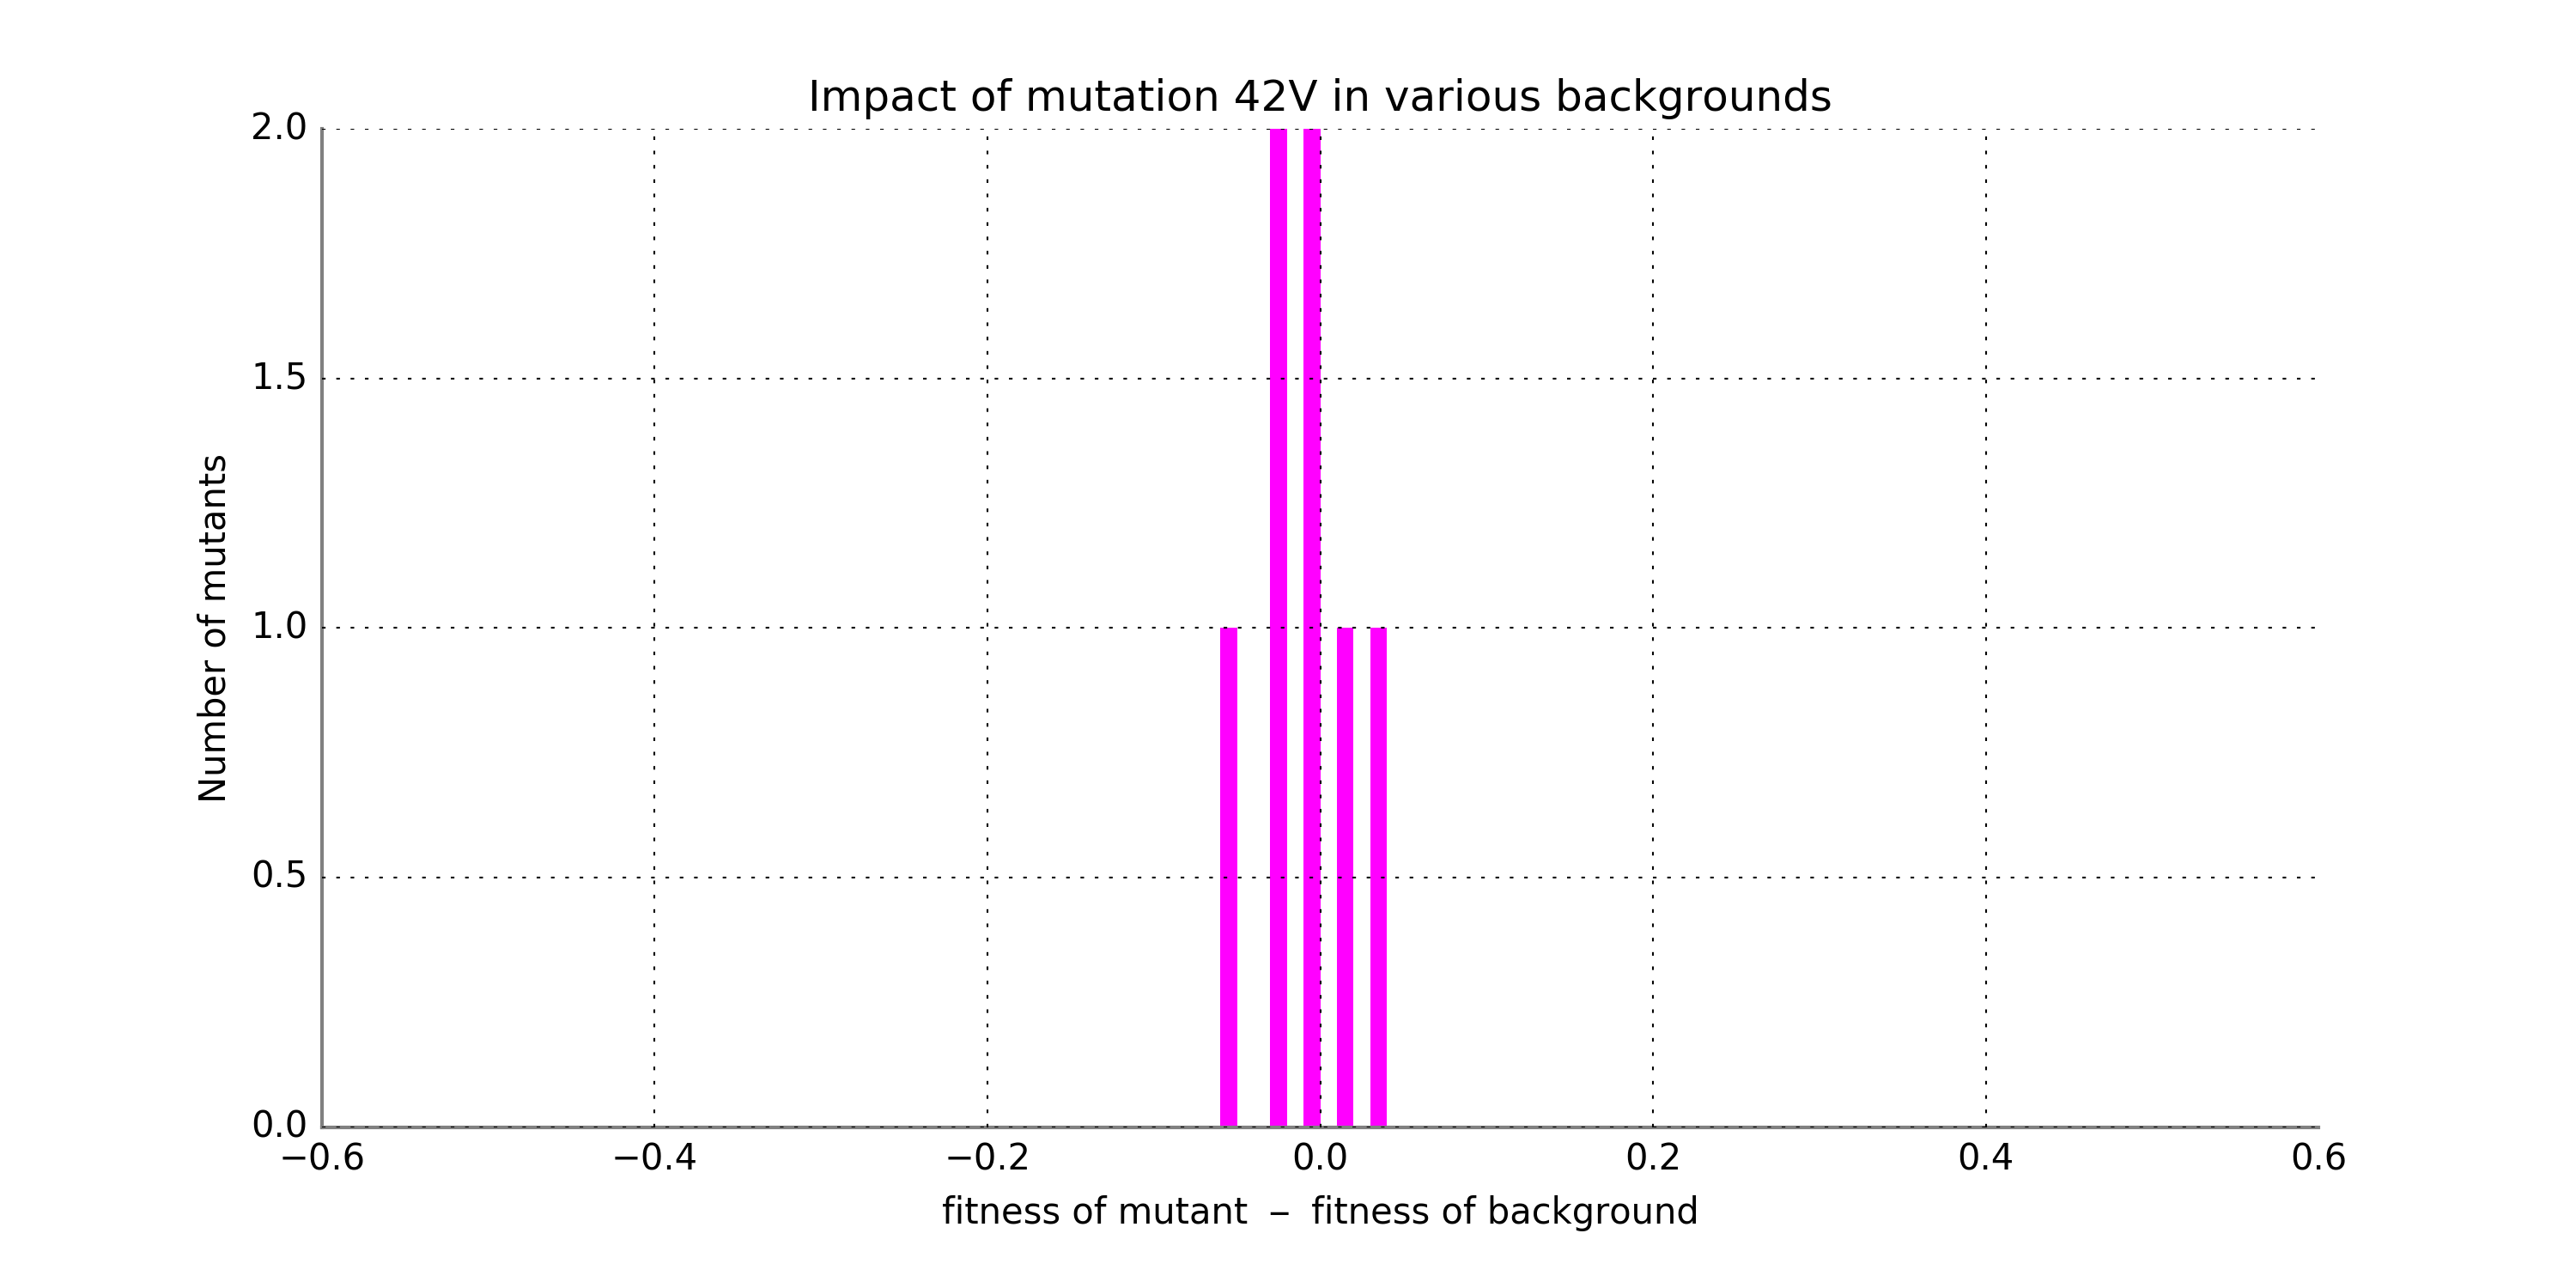 Impact of mutation 42V in various backgrounds
2.0
1.5
1.0
0.5
0.0
Number of mutants
−0.6 −0.4 −0.2 0.0 0.2 0.4 0.6
fitness of mutant − fitness of background